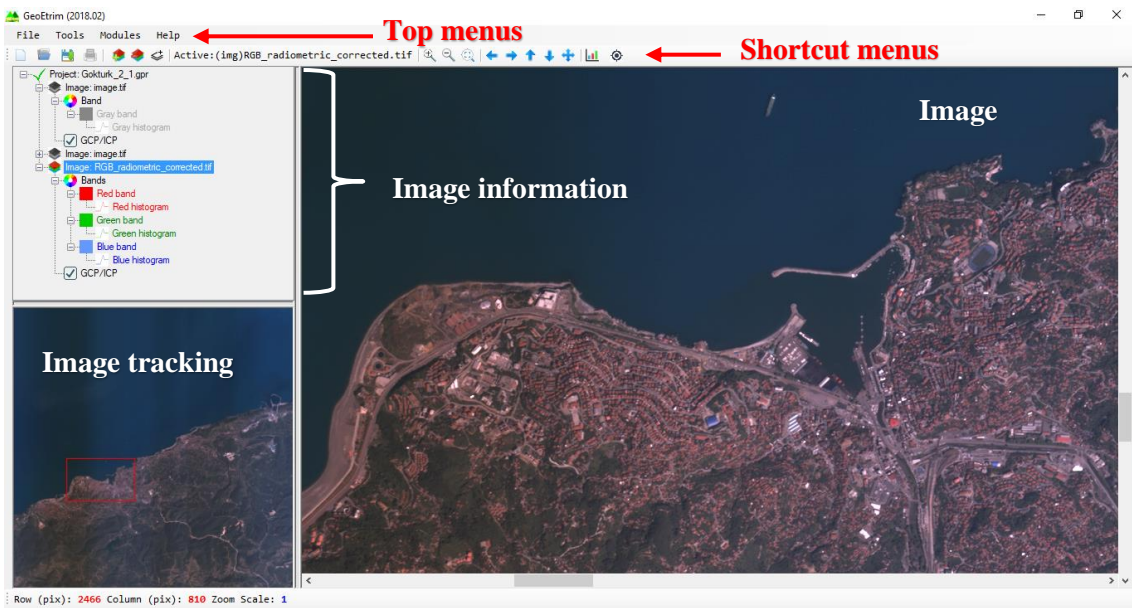 GeoEtrim (2018.02)
File Tools Modules Help
Top menus
Active:(img)RGB_radiometric_corrected.tif
Shortcut menus
Project: Gokturk_2_1.gpr
Image: image.tif
Band
Gray band
Gray histogram
GCP/ICP
Image: image.tif
Image: RGB_radiometric_corrected.tif
Bands
Red band
Red histogram
Green band
Green histogram
Blue band
Blue histogram
GCP/ICP
Image information
Image
Image tracking
Row (pix): 2466 Column (pix): 810 Zoom Scale: 1